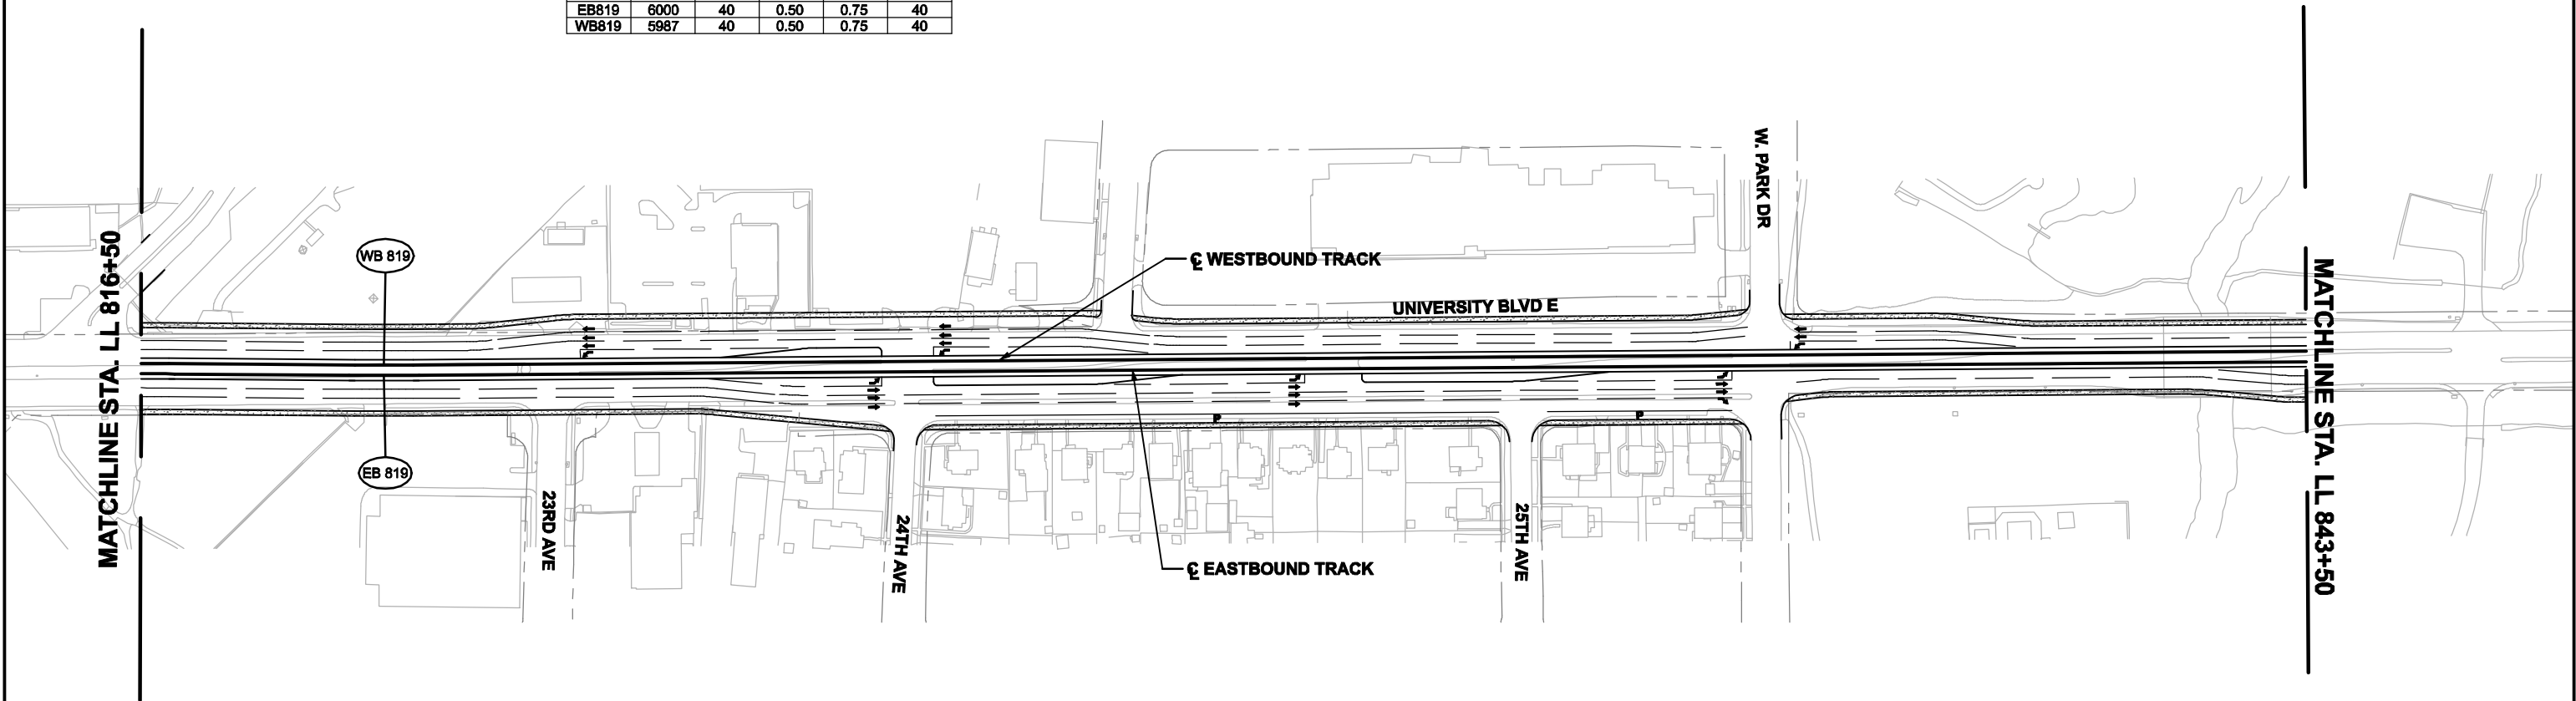 EB819 6000 40 0.50 0.75 40
WB819 5987 40 0.50 0.75 40
MATCHLINE STA. LL 816+50
WB 819
EB 819
23RD AVE
24TH AVE
℄ WESTBOUND TRACK
℄ EASTBOUND TRACK
UNIVERSITY BLVD E
P
P
25TH AVE
W. PARK DR
MATCHLINE STA. LL 843+50